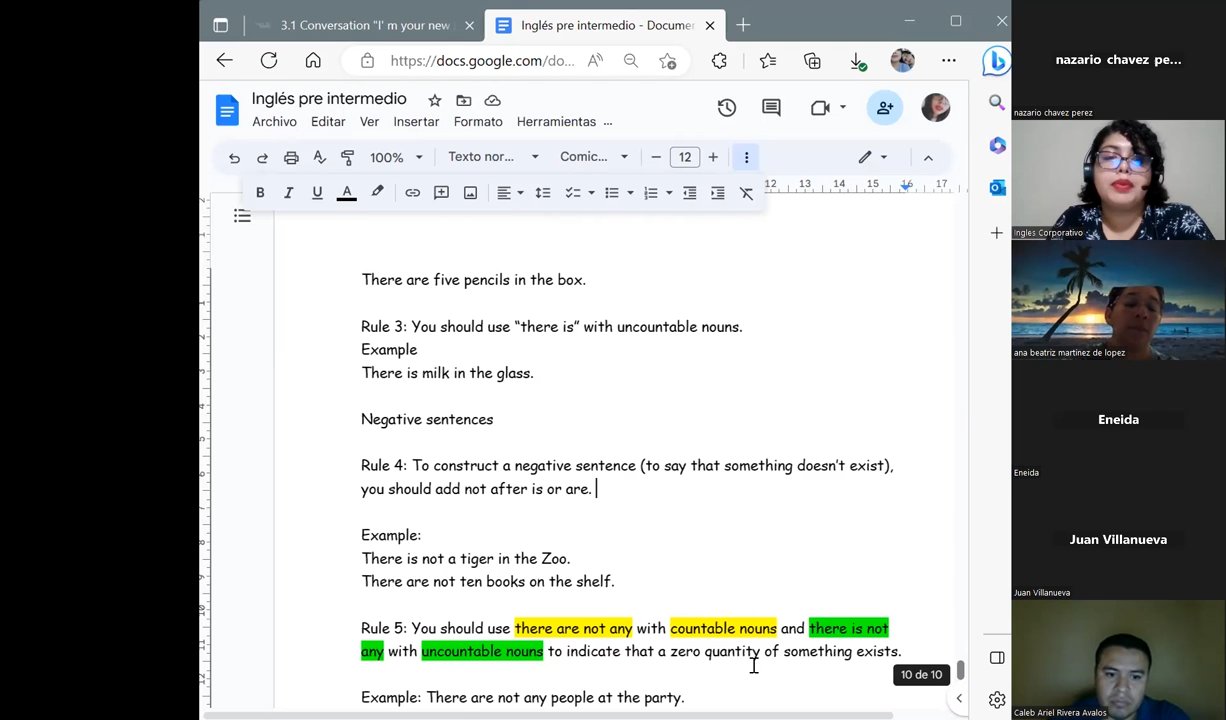 3.1 Conversation "I' m your new
Inglés pre intermedio - Documen
https://docs.google.com/do...
Inglés pre intermedio
Archivo Editar Ver Insertar Formato Herramientas ...
100% Texto nor... Comic... 12
12 13 14 15 16 17
There are five pencils in the box.
Rule 3: You should use “there is” with uncountable nouns.
Example
There is milk in the glass.
Negative sentences
Rule 4: To construct a negative sentence (to say that something doesn’t exist),
you should add not after is or are.
Example:
There is not a tiger in the Zoo.
There are not ten books on the shelf.
Rule 5: You should use there are not any with countable nouns and there is not
any with uncountable nouns to indicate that a zero quantity of something exists.
10 de 10
Example: There are not any people at the party.
nazario chavez pe...
nazario chavez perez
Ingles Corporativo
ana beatriz martinez de lopez
Eneida
Eneida
Juan Villanueva
Juan Villanueva
Caleb Ariel Rivera Avalos